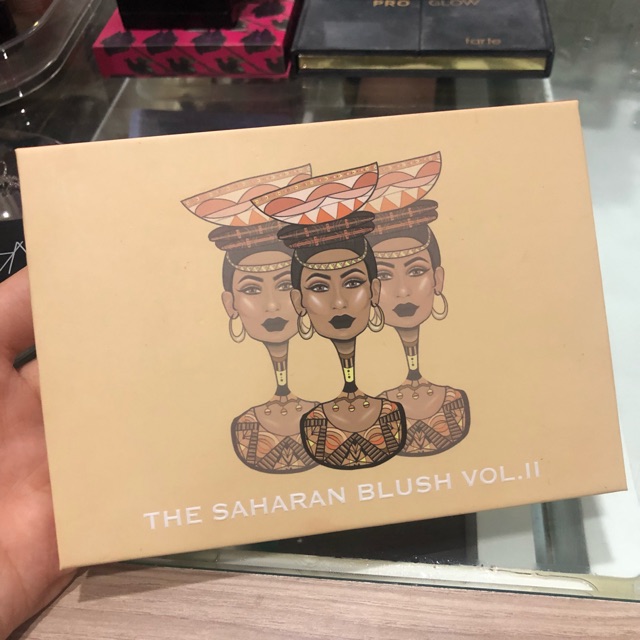 PRO GLOW
tarte
THE SAHARAN BLUSH VOL.II